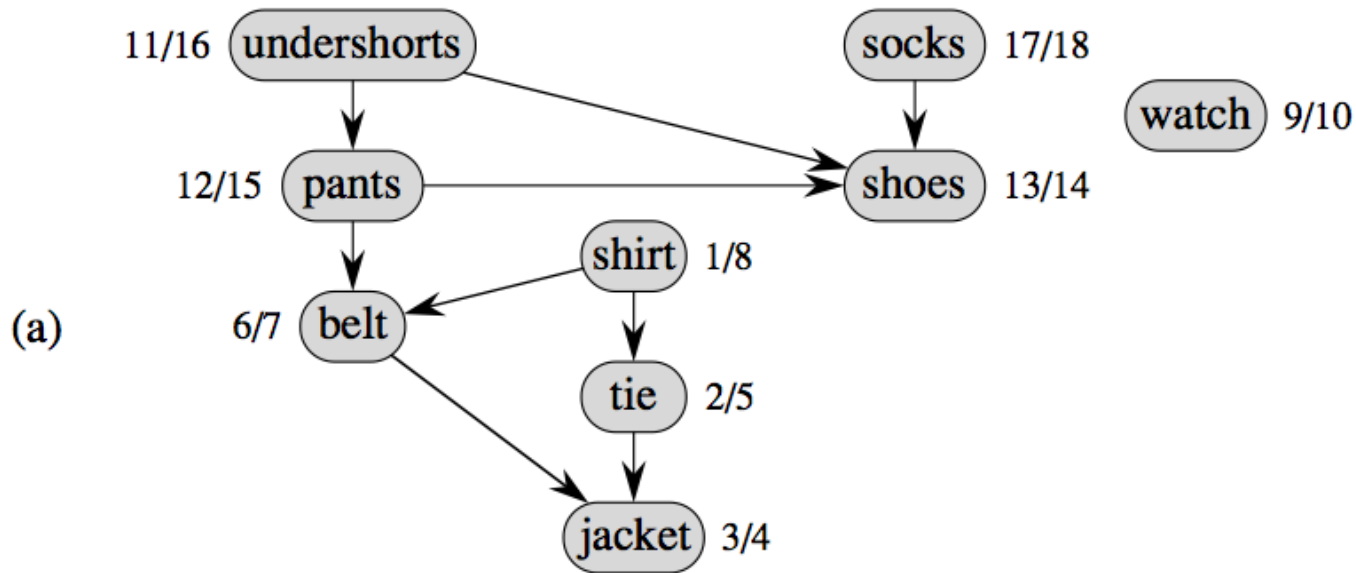 11/16 undershorts socks 17/18
watch 9/10
12/15 pants shoes 13/14
shirt 1/8
(a) 6/7 belt
tie 2/5
jacket 3/4